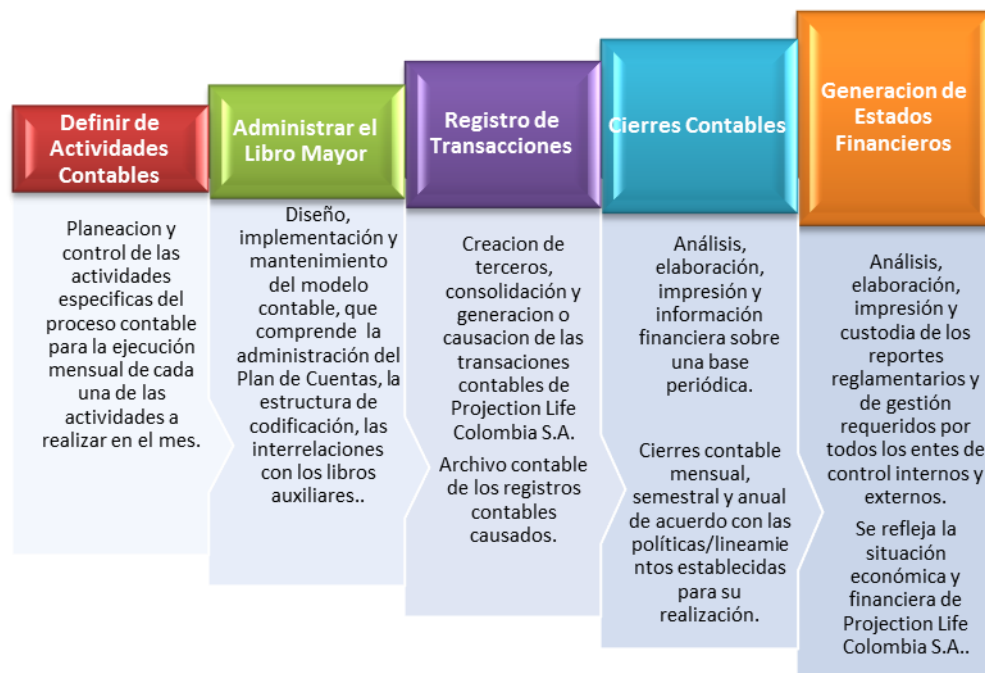 Definir de
Actividades
Contables
Planeacion y
control de las
actividades
especificas del
proceso contable
para la ejecución
mensual de cada
una de las
actividades a
realizar en el mes.
Administrar el
Libro Mayor
Diseño,
implementación y
mantenimiento
del modelo
contable, que
comprende la
administración del
Plan de Cuentas, la
estructura de
codificación, las
interrelaciones
con los libros
auxiliares..
Registro de
Transacciones
Creacion de
terceros,
consolidación y
generacion o
causacion de las
transaciones
contables de
Projection Life
Colombia S.A.
Archivo contable
de los registros
contables
causados.
Cierres Contables
Análisis,
elaboración,
impresión y
información
financiera sobre
una base
periódica.
Cierres contable
mensual,
semestral y anual
de acuerdo con las
políticas/lineamie
ntos establecidas
para su
realización.
Generacion de
Estados
Financieros
Análisis,
elaboración,
impresión y
custodia de los
reportes
reglamentarios y
de gestión
requeridos por
todos los entes de
control internos y
externos.
Se refleja la
situación
económica y
financiera de
Projection Life
Colombia S.A..